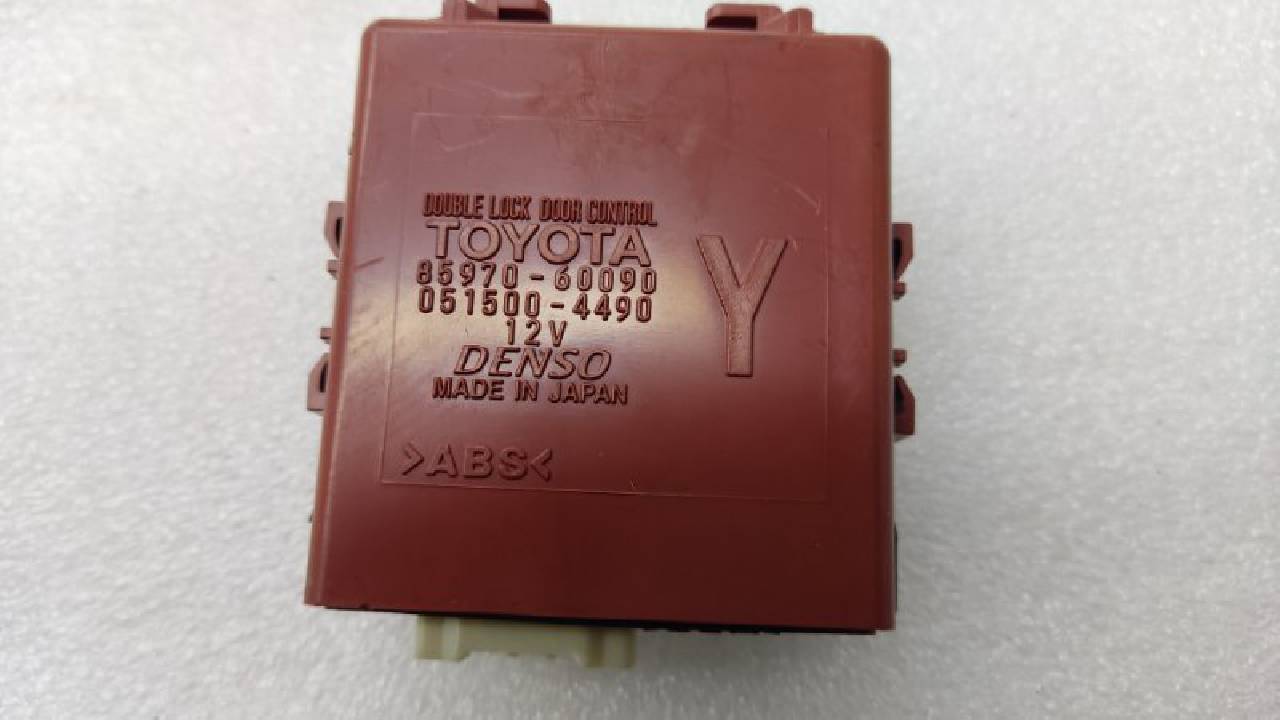 DOUBLE LOCK DOOR CONTROL
TOYOTA
85970-60090
051500-4490
12V
DENSO
MADE IN JAPAN
Y
>ABS<